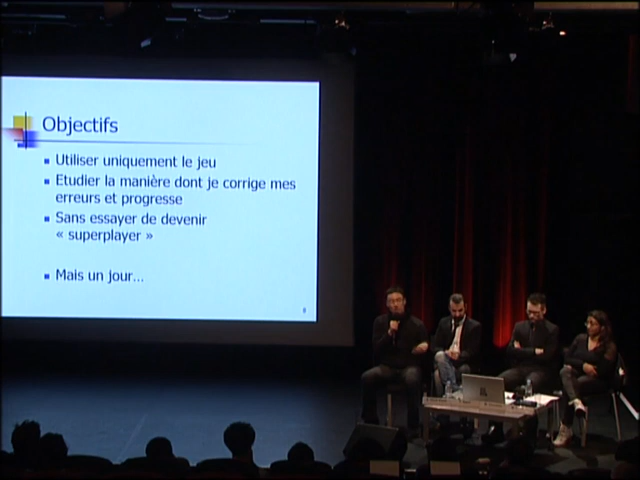 Objectifs
Utiliser uniquement le jeu
Etudier la manière dont je corrige mes
erreurs et progresse
Sans essayer de devenir
« superplayer »
Mais un jour...